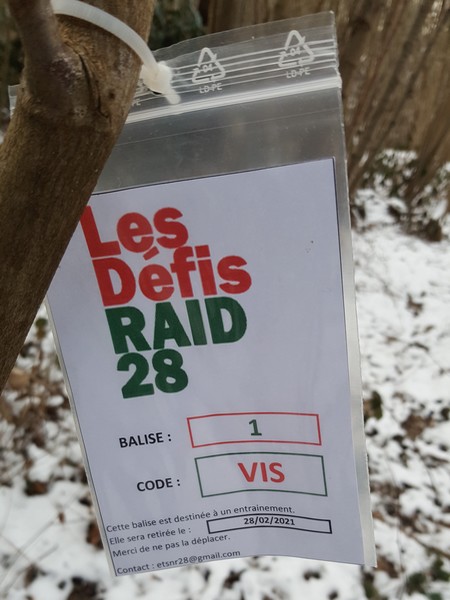 04
LD-PE
LD-PE
Les
Défis
RAID
28
BALISE : 1
CODE : VIS
Cette balise est destinée à un entrainement.
Elle sera retirée le : 28/02/2021
Merci de ne pas la déplacer.
Contact : etsnr28@gmail.com